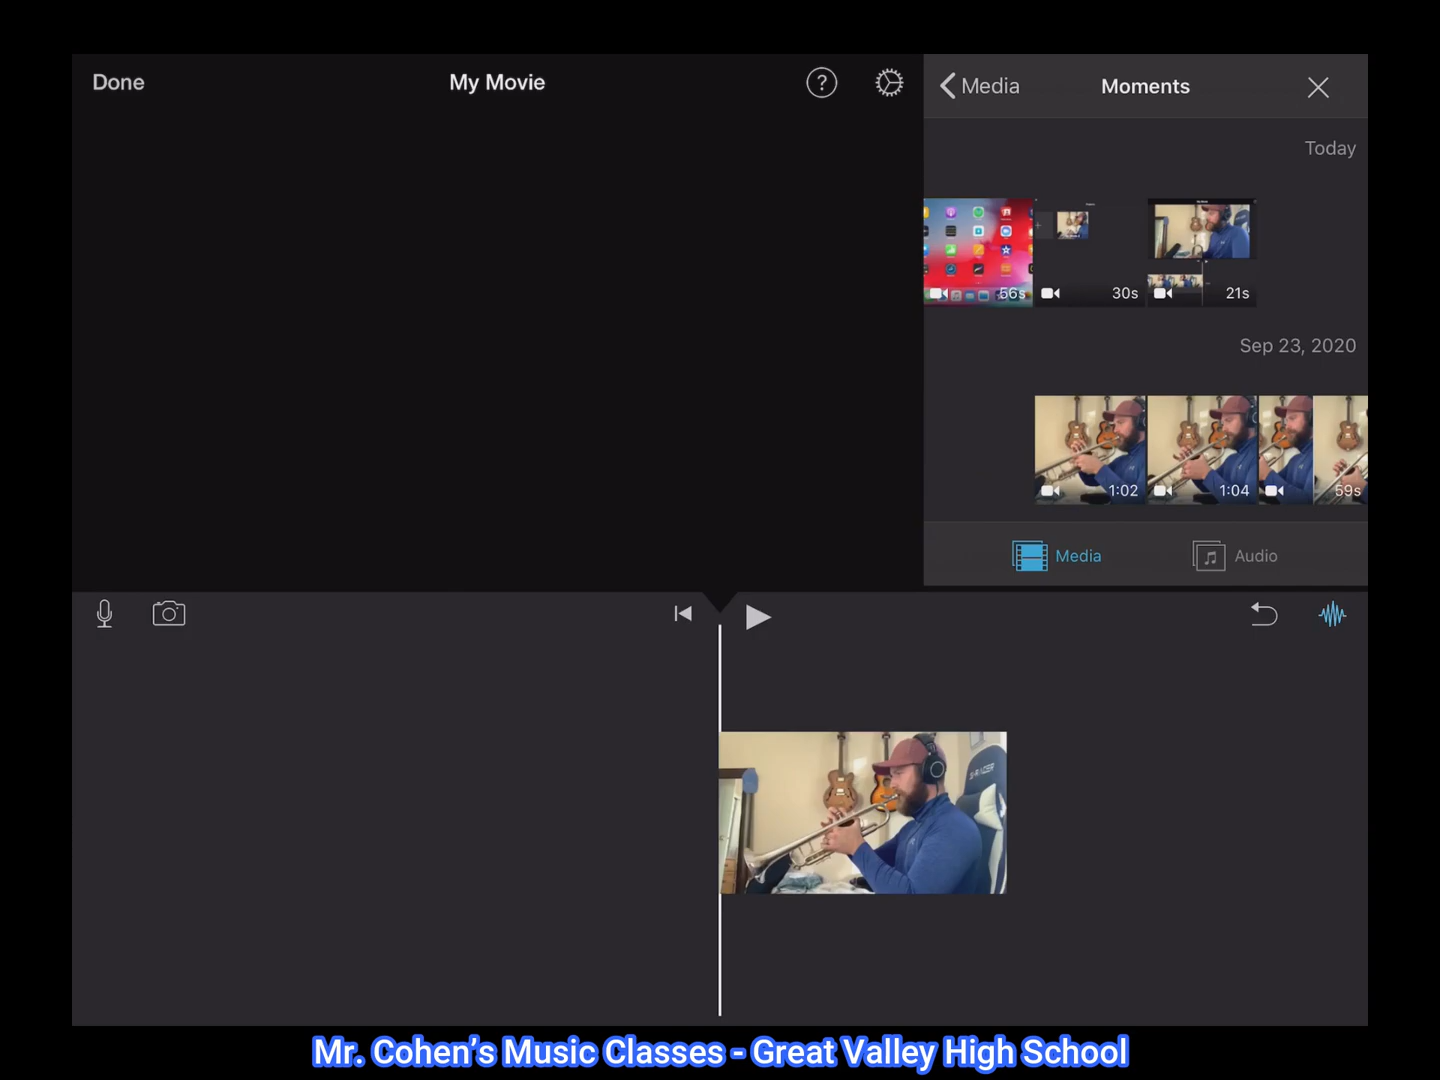 Done
My Movie
?
Media
Moments
Today
56s
30s
21s
Sep 23, 2020
1:02
1:04
59s
Media
Audio
Mr. Cohen’s Music Classes - Great Valley High School